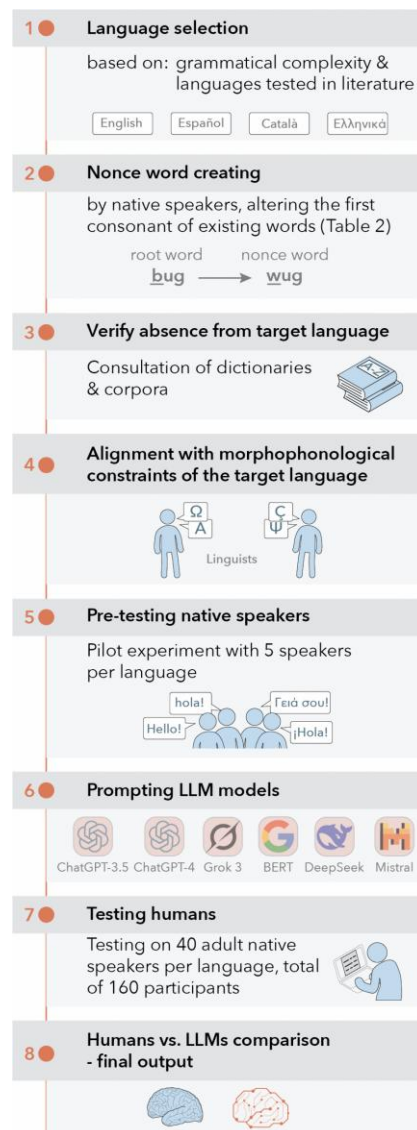 1 Language selection
based on: grammatical complexity &
languages tested in literature
English Español Català Ελληνικά
2 Nonce word creating
by native speakers, altering the first
consonant of existing words (Table 2)
root word nonce word
bug wug
3 Verify absence from target language
Consultation of dictionaries
& corpora
A-Z
4 Alignment with morphophonological
constraints of the target language
Ω Ç
A Ψ
Linguists
5 Pre-testing native speakers
Pilot experiment with 5 speakers
per language
hola! Γειά σου!
Hello! ¡Hola!
6 Prompting LLM models
ChatGPT-3.5 ChatGPT-4 Grok 3 BERT DeepSeek Mistral
7 Testing humans
Testing on 40 adult native
speakers per language, total
of 160 participants
8 Humans vs. LLMs comparison
- final output